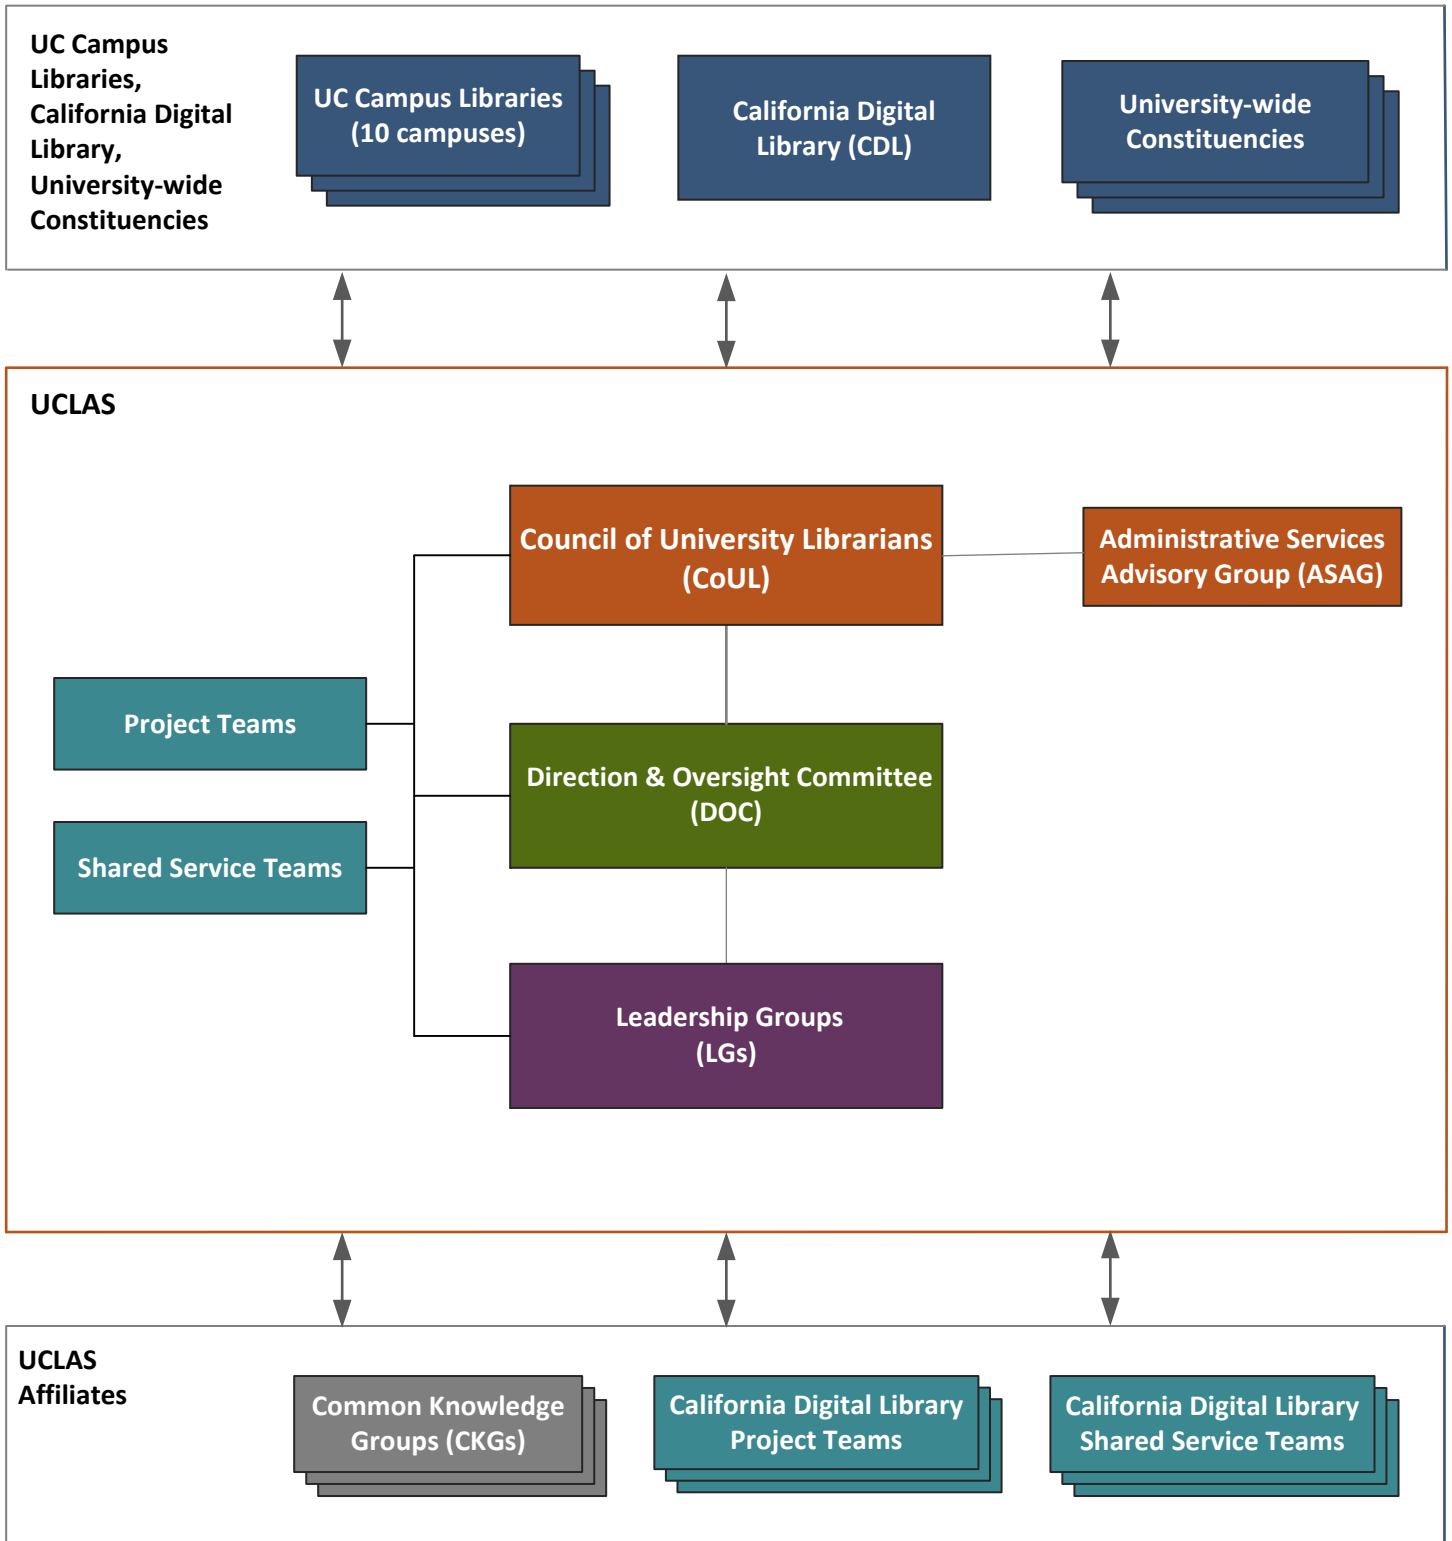 UC Campus
Libraries,
California Digital
Library,
University-wide
Constituencies
UC Campus Libraries
(10 campuses)
California Digital
Library (CDL)
University-wide
Constituencies
UCLAS
Council of University Librarians
(CoUL)
Administrative Services
Advisory Group (ASAG)
Project Teams
Direction & Oversight Committee
(DOC)
Shared Service Teams
Leadership Groups
(LGs)
UCLAS
Affiliates
Common Knowledge
Groups (CKGs)
California Digital Library
Project Teams
California Digital Library
Shared Service Teams